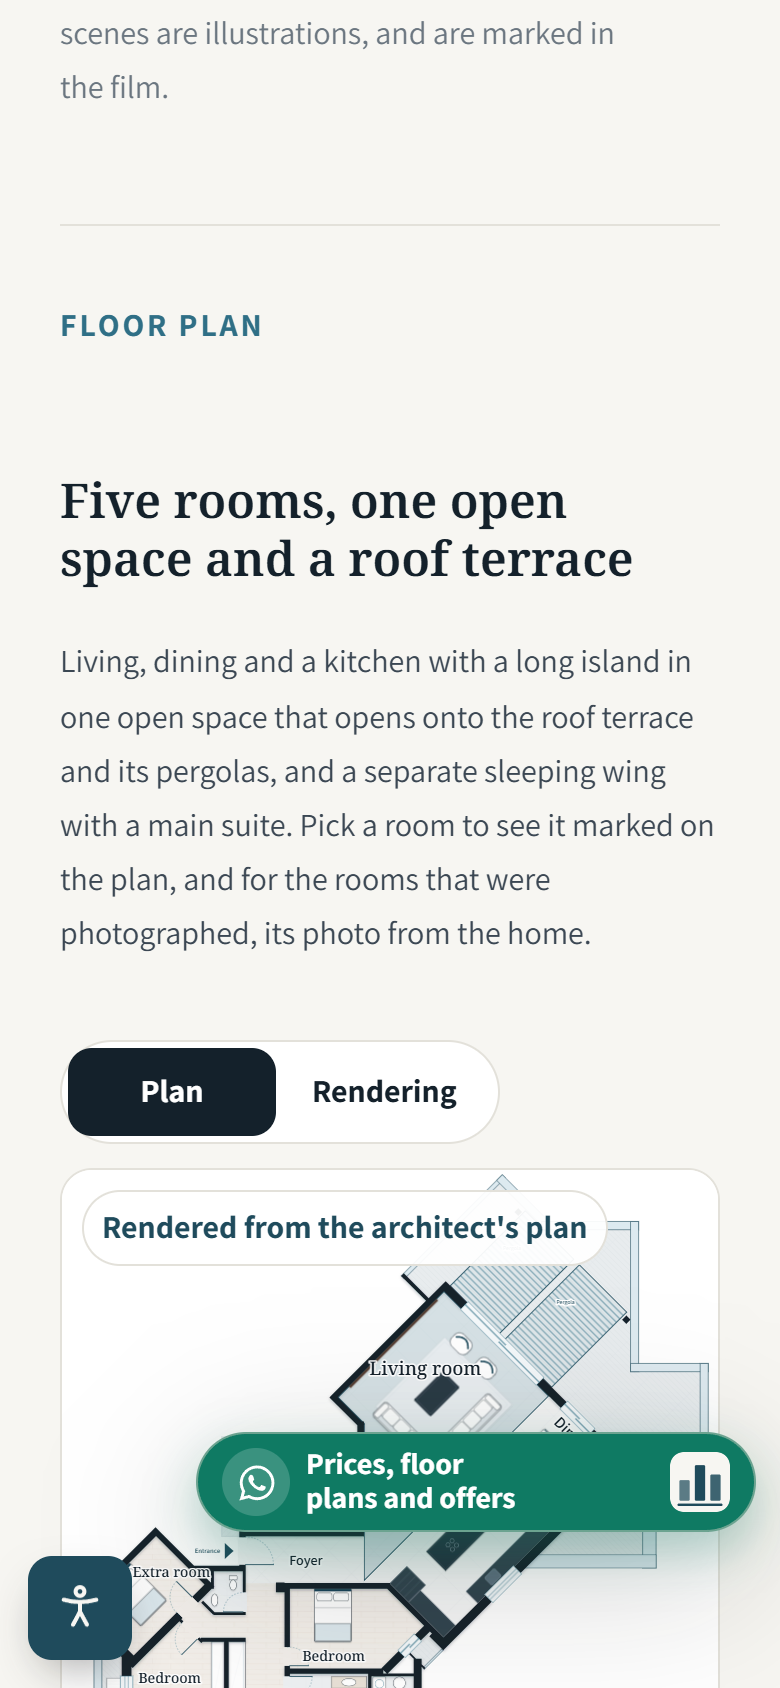 scenes are illustrations, and are marked in
the film.
FLOOR PLAN
Five rooms, one open
space and a roof terrace
Living, dining and a kitchen with a long island in
one open space that opens onto the roof terrace
and its pergolas, and a separate sleeping wing
with a main suite. Pick a room to see it marked on
the plan, and for the rooms that were
photographed, its photo from the home.
Plan
Rendering
Rendered from the architect's plan
Pergola
Living room
Prices, floor
plans and offers
Entrance
Foyer
Extra room
Bedroom
Bedroom